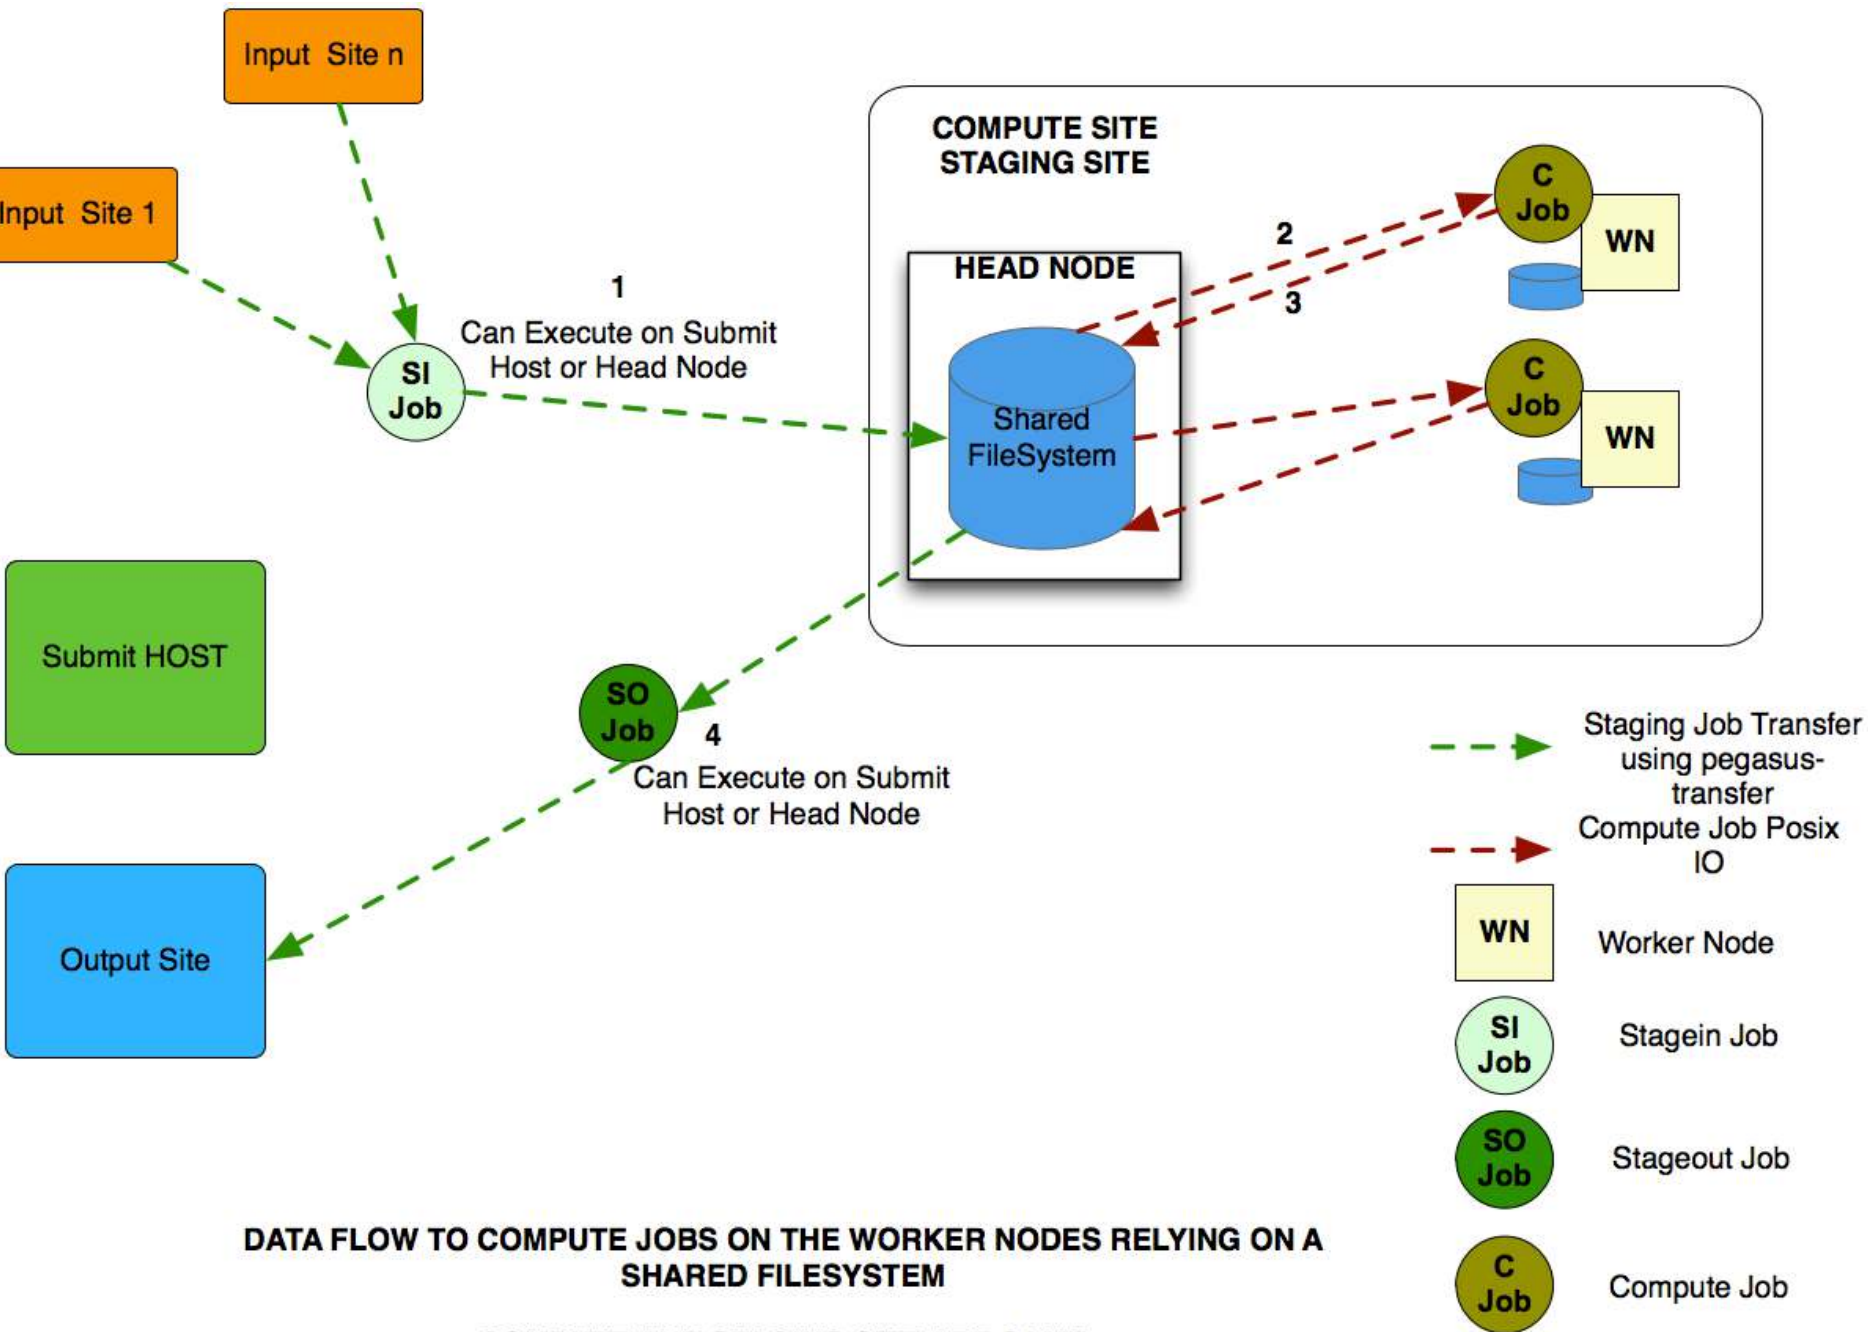 Input Site n
Input Site 1
COMPUTE SITE
STAGING SITE
C
Job
WN
2
3
HEAD NODE
1
Can Execute on Submit
Host or Head Node
SI
Job
Shared
FileSystem
C
Job
WN
Submit HOST
SO
Job
4
Can Execute on Submit
Host or Head Node
Output Site
Staging Job Transfer
using pegasus-
transfer
Compute Job Posix
IO
WN
Worker Node
SI
Job
Stagein Job
SO
Job
Stageout Job
C
Job
Compute Job
DATA FLOW TO COMPUTE JOBS ON THE WORKER NODES RELYING ON A
SHARED FILESYSTEM